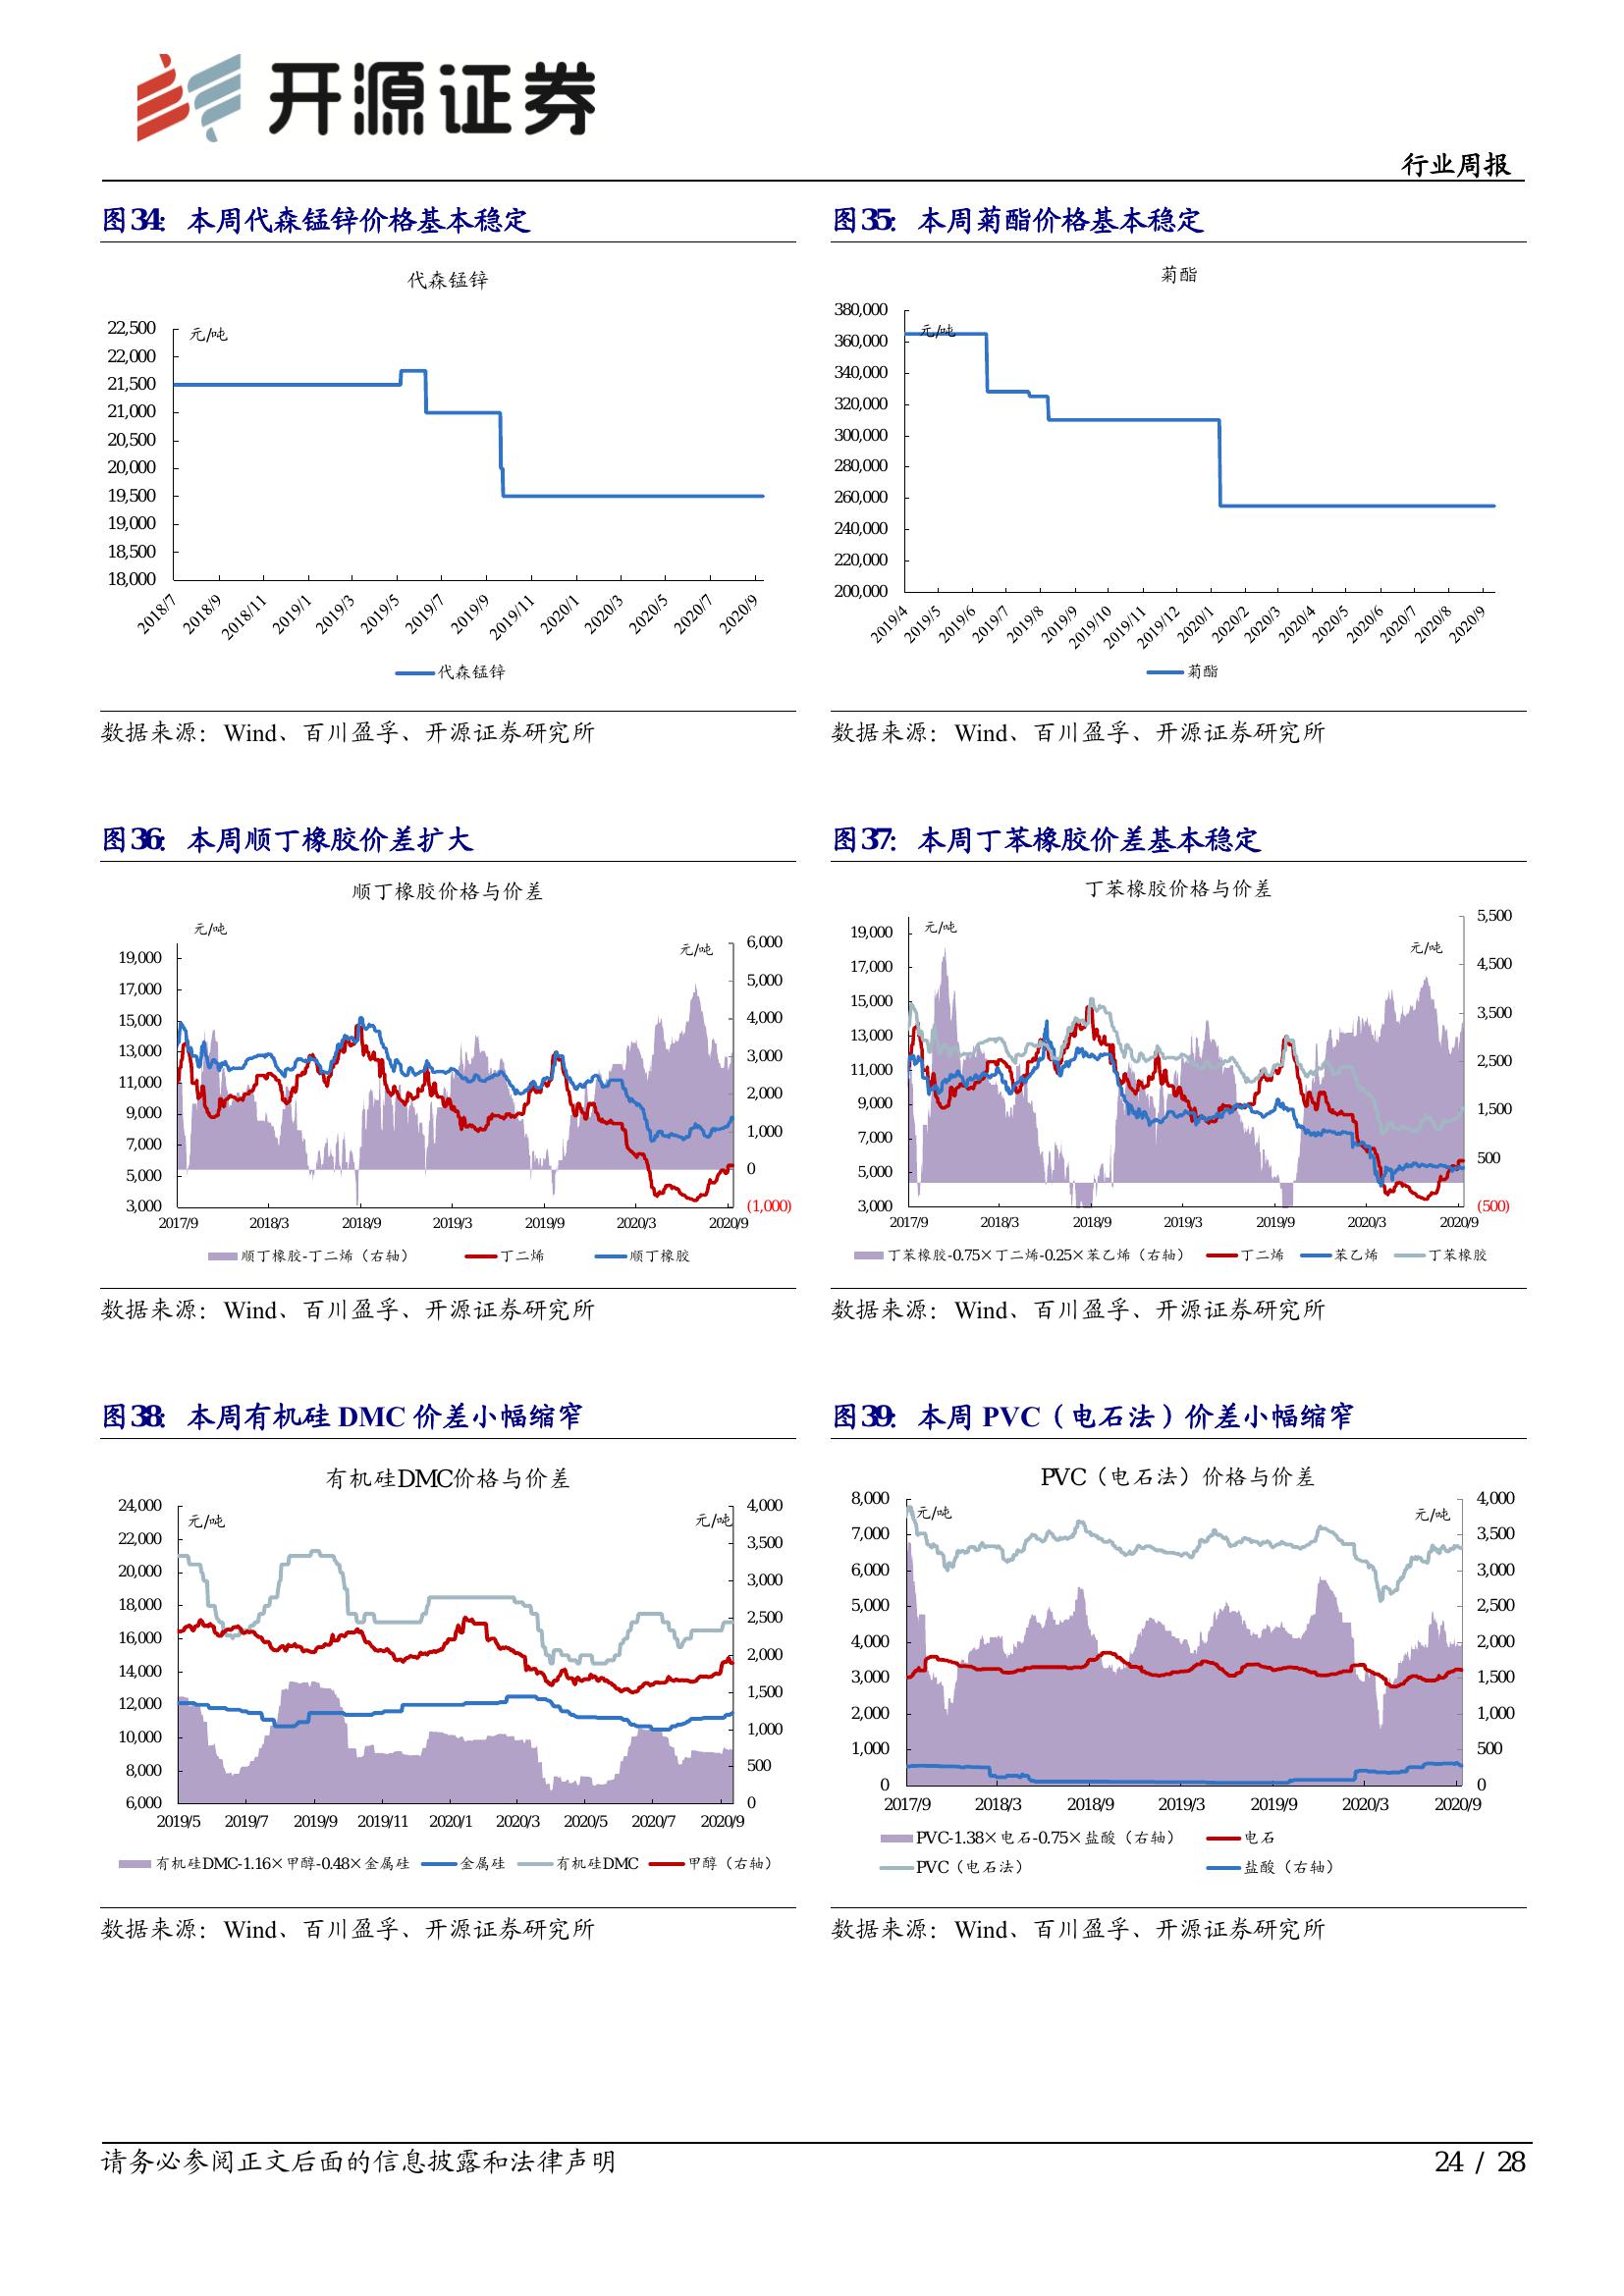 开源证券
行业周报
图34： 本周代森锰锌价格基本稳定
代森锰锌
元/吨
22,500
22,000
21,500
21,000
20,500
20,000
19,500
19,000
18,500
18,000
2018/7 2018/9 2018/11 2019/1 2019/3 2019/5 2019/7 2019/9 2019/11 2020/1 2020/3 2020/5 2020/7 2020/9
代森锰锌
数据来源：Wind、百川盈孚、开源证券研究所
图35： 本周菊酯价格基本稳定
菊酯
380,000
元/吨
360,000
340,000
320,000
300,000
280,000
260,000
240,000
220,000
200,000
2019/4 2019/5 2019/6 2019/7 2019/8 2019/9 2019/10 2019/11 2019/12 2020/1 2020/2 2020/3 2020/4 2020/5 2020/6 2020/7 2020/8 2020/9
菊酯
数据来源：Wind、百川盈孚、开源证券研究所
图36： 本周顺丁橡胶价差扩大
顺丁橡胶价格与价差
元/吨
元/吨
19,000
17,000
15,000
13,000
11,000
9,000
7,000
5,000
3,000
6,000
5,000
4,000
3,000
2,000
1,000
0
(1,000)
2017/9 2018/3 2018/9 2019/3 2019/9 2020/3 2020/9
顺丁橡胶-丁二烯（右轴） 丁二烯 顺丁橡胶
数据来源：Wind、百川盈孚、开源证券研究所
图37： 本周丁苯橡胶价差基本稳定
丁苯橡胶价格与价差
元/吨
元/吨
19,000
17,000
15,000
13,000
11,000
9,000
7,000
5,000
3,000
5,500
4,500
3,500
2,500
1,500
500
(500)
2017/9 2018/3 2018/9 2019/3 2019/9 2020/3 2020/9
丁苯橡胶-0.75×丁二烯-0.25×苯乙烯（右轴） 丁二烯 苯乙烯 丁苯橡胶
数据来源：Wind、百川盈孚、开源证券研究所
图38： 本周有机硅 DMC 价差小幅缩窄
有机硅DMC价格与价差
元/吨
元/吨
24,000
22,000
20,000
18,000
16,000
14,000
12,000
10,000
8,000
6,000
4,000
3,500
3,000
2,500
2,000
1,500
1,000
500
0
2019/5 2019/7 2019/9 2019/11 2020/1 2020/3 2020/5 2020/7 2020/9
有机硅DMC-1.16×甲醇-0.48×金属硅 金属硅 有机硅DMC 甲醇（右轴）
数据来源：Wind、百川盈孚、开源证券研究所
图39： 本周 PVC（电石法）价差小幅缩窄
PVC（电石法）价格与价差
元/吨
元/吨
8,000
7,000
6,000
5,000
4,000
3,000
2,000
1,000
0
4,000
3,500
3,000
2,500
2,000
1,500
1,000
500
0
2017/9 2018/3 2018/9 2019/3 2019/9 2020/3 2020/9
PVC-1.38×电石-0.75×盐酸（右轴） 电石
PVC（电石法） 盐酸（右轴）
数据来源：Wind、百川盈孚、开源证券研究所
请务必参阅正文后面的信息披露和法律声明
24 / 28